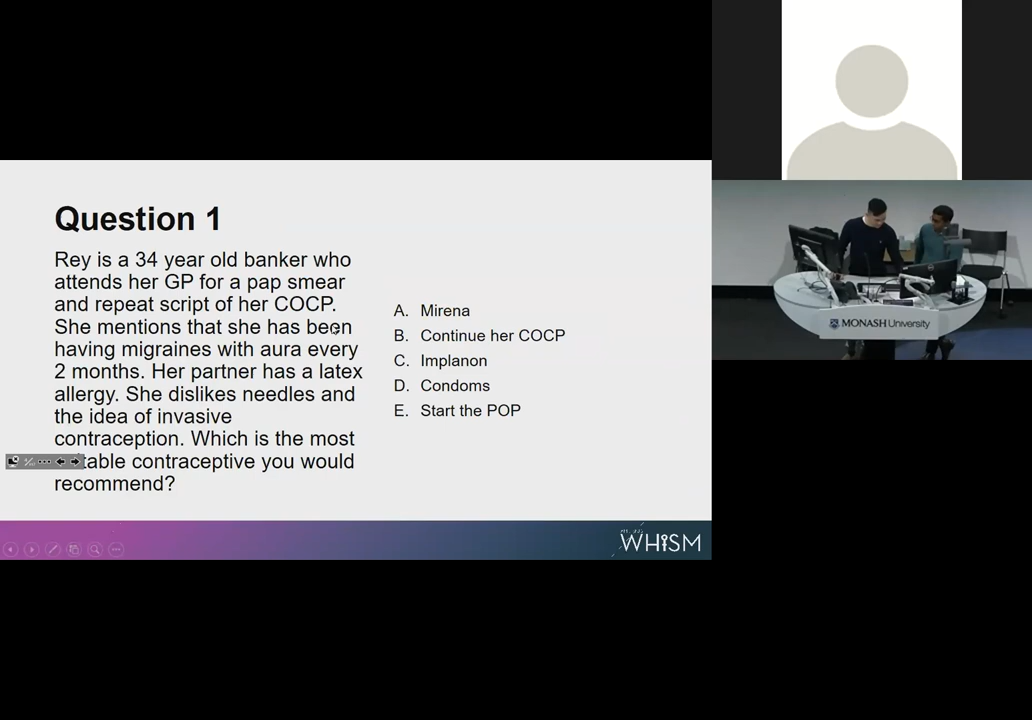 Question 1
Rey is a 34 year old banker who
attends her GP for a pap smear
and repeat script of her COCP.
She mentions that she has been
having migraines with aura every
2 months. Her partner has a latex
allergy. She dislikes needles and
the idea of invasive
contraception. Which is the most
table contraceptive you would
recommend?
A. Mirena
B. Continue her COCP
C. Implanon
D. Condoms
E. Start the POP
WHISM
MONASH University